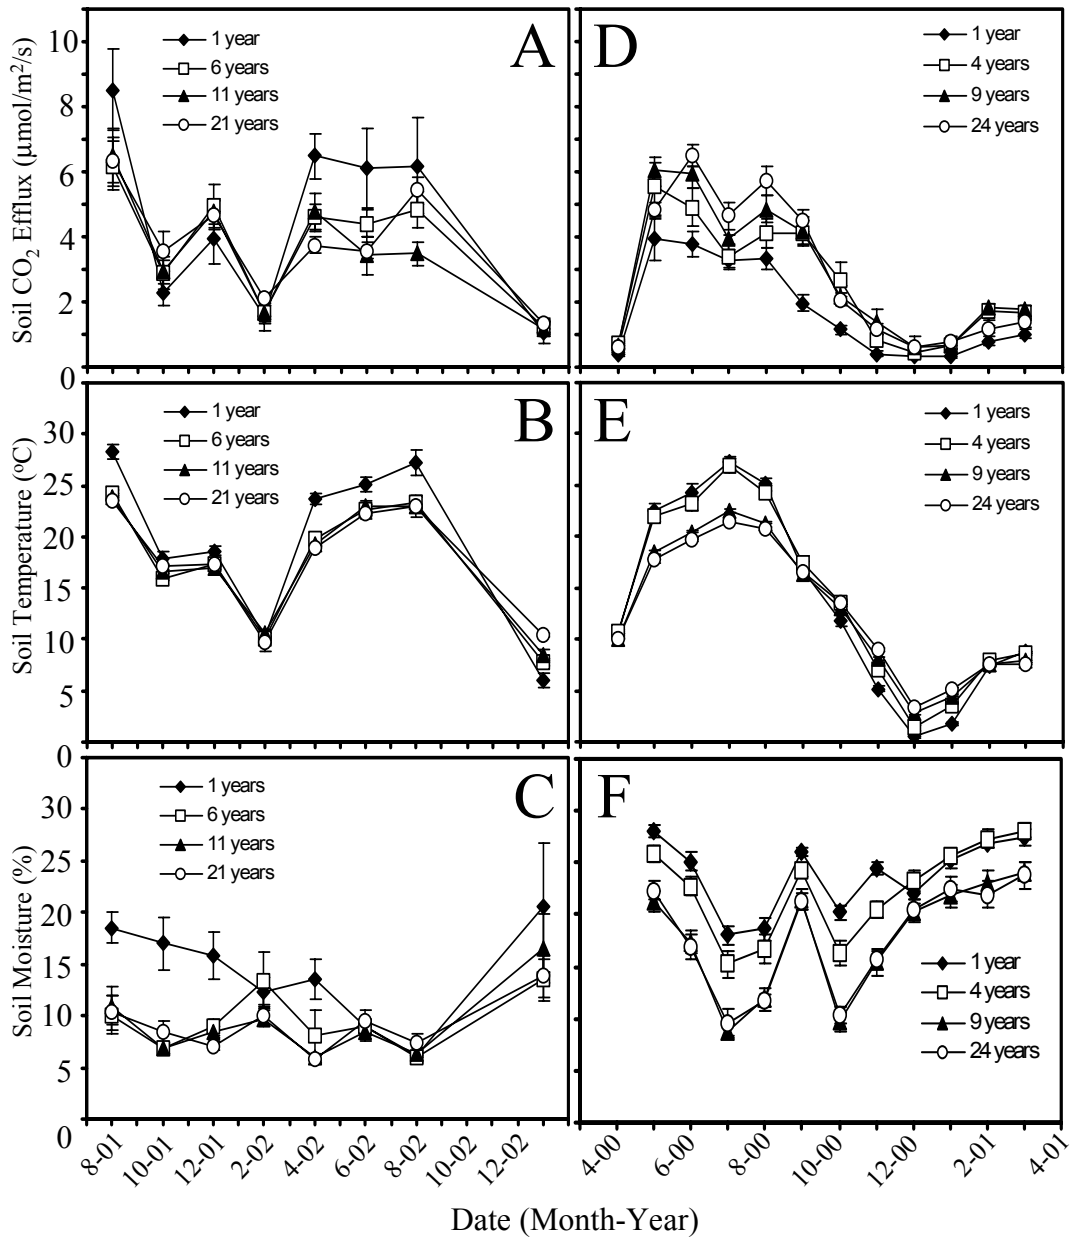 A
1 year
6 years
11 years
21 years
10
8
6
4
2
0
Soil CO2 Efflux (μmol/m2/s)
D
1 year
4 years
9 years
24 years
B
1 year
6 years
11 years
21 years
30
25
20
15
10
5
0
Soil Temperature (oC)
E
1 years
4 years
9 years
24 years
C
1 years
6 years
11 years
21 years
30
25
20
15
10
5
0
Soil Moisture (%)
F
1 year
4 years
9 years
24 years
8-01 10-01 12-01 2-02 4-02 6-02 8-02 10-02 12-02
4-00 6-00 8-00 10-00 12-00 2-01 4-01
Date (Month-Year)